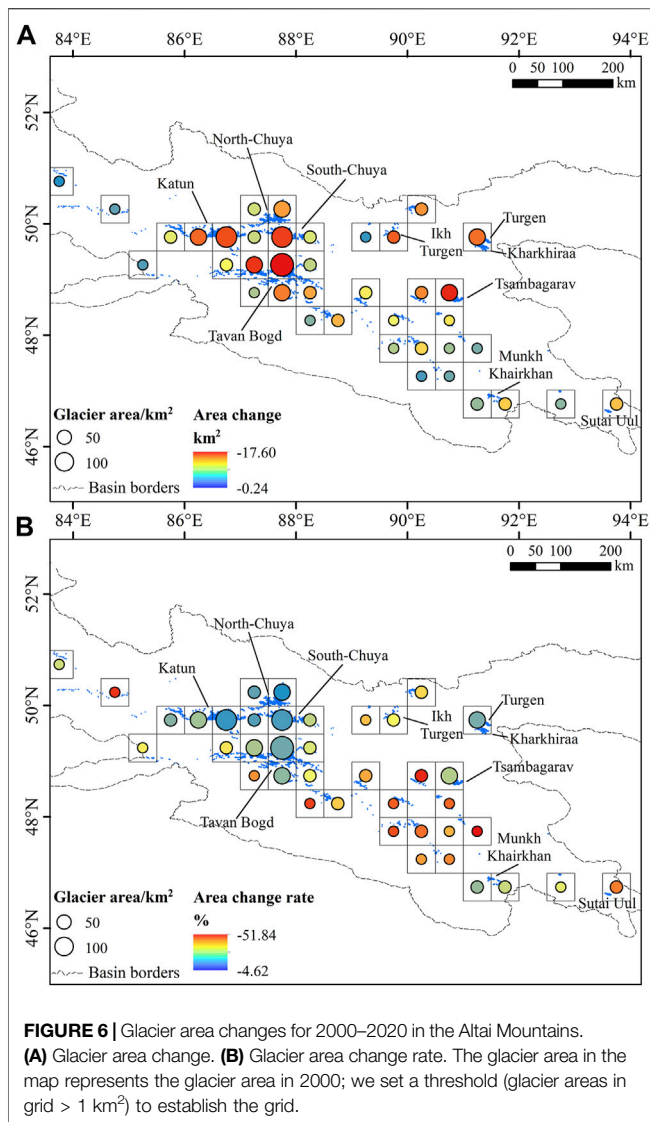 A
84°E 86°E 88°E 90°E 92°E 94°E
0 50 100 200
km
52°N
50°N
48°N
46°N
North-Chuya
South-Chuya
Katun
Ikh
Turgen
Turgen
Kharkhiraa
Tsambagarav
Tavan Bogd
Munkh
Khairkhan
Sutai Uul
Glacier area/km²
50
100
Basin borders
Area change
km²
-17.60
-0.24
B
84°E 86°E 88°E 90°E 92°E 94°E
0 50 100 200
km
52°N
50°N
48°N
46°N
North-Chuya
South-Chuya
Katun
Ikh
Turgen
Turgen
Kharkhiraa
Tsambagarav
Tavan Bogd
Munkh
Khairkhan
Sutai Uul
Glacier area/km²
50
100
Basin borders
Area change rate
%
-51.84
-4.62
FIGURE 6 | Glacier area changes for 2000–2020 in the Altai Mountains.
(A) Glacier area change. (B) Glacier area change rate. The glacier area in the
map represents the glacier area in 2000; we set a threshold (glacier areas in
grid > 1 km²) to establish the grid.